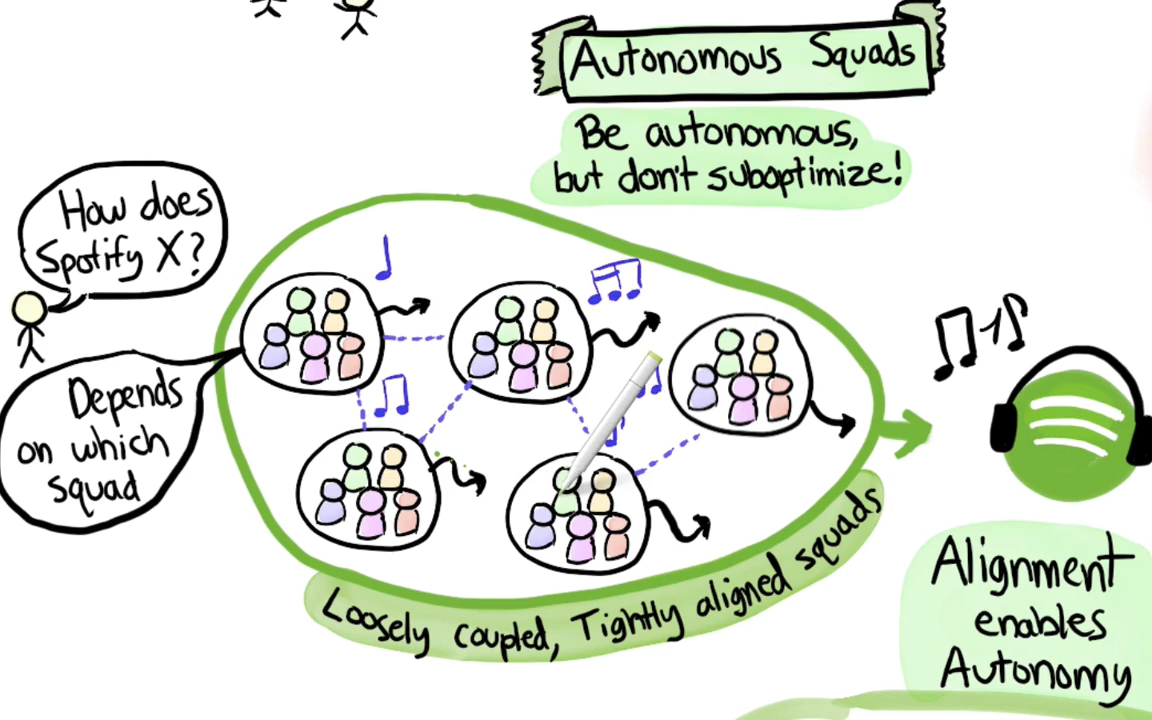 Autonomous Squads
Be autonomous,
but don't suboptimize!
How does
Spotify X?
Depends
on which
squad
Loosely coupled, Tightly aligned squads
Alignment
enables
Autonomy